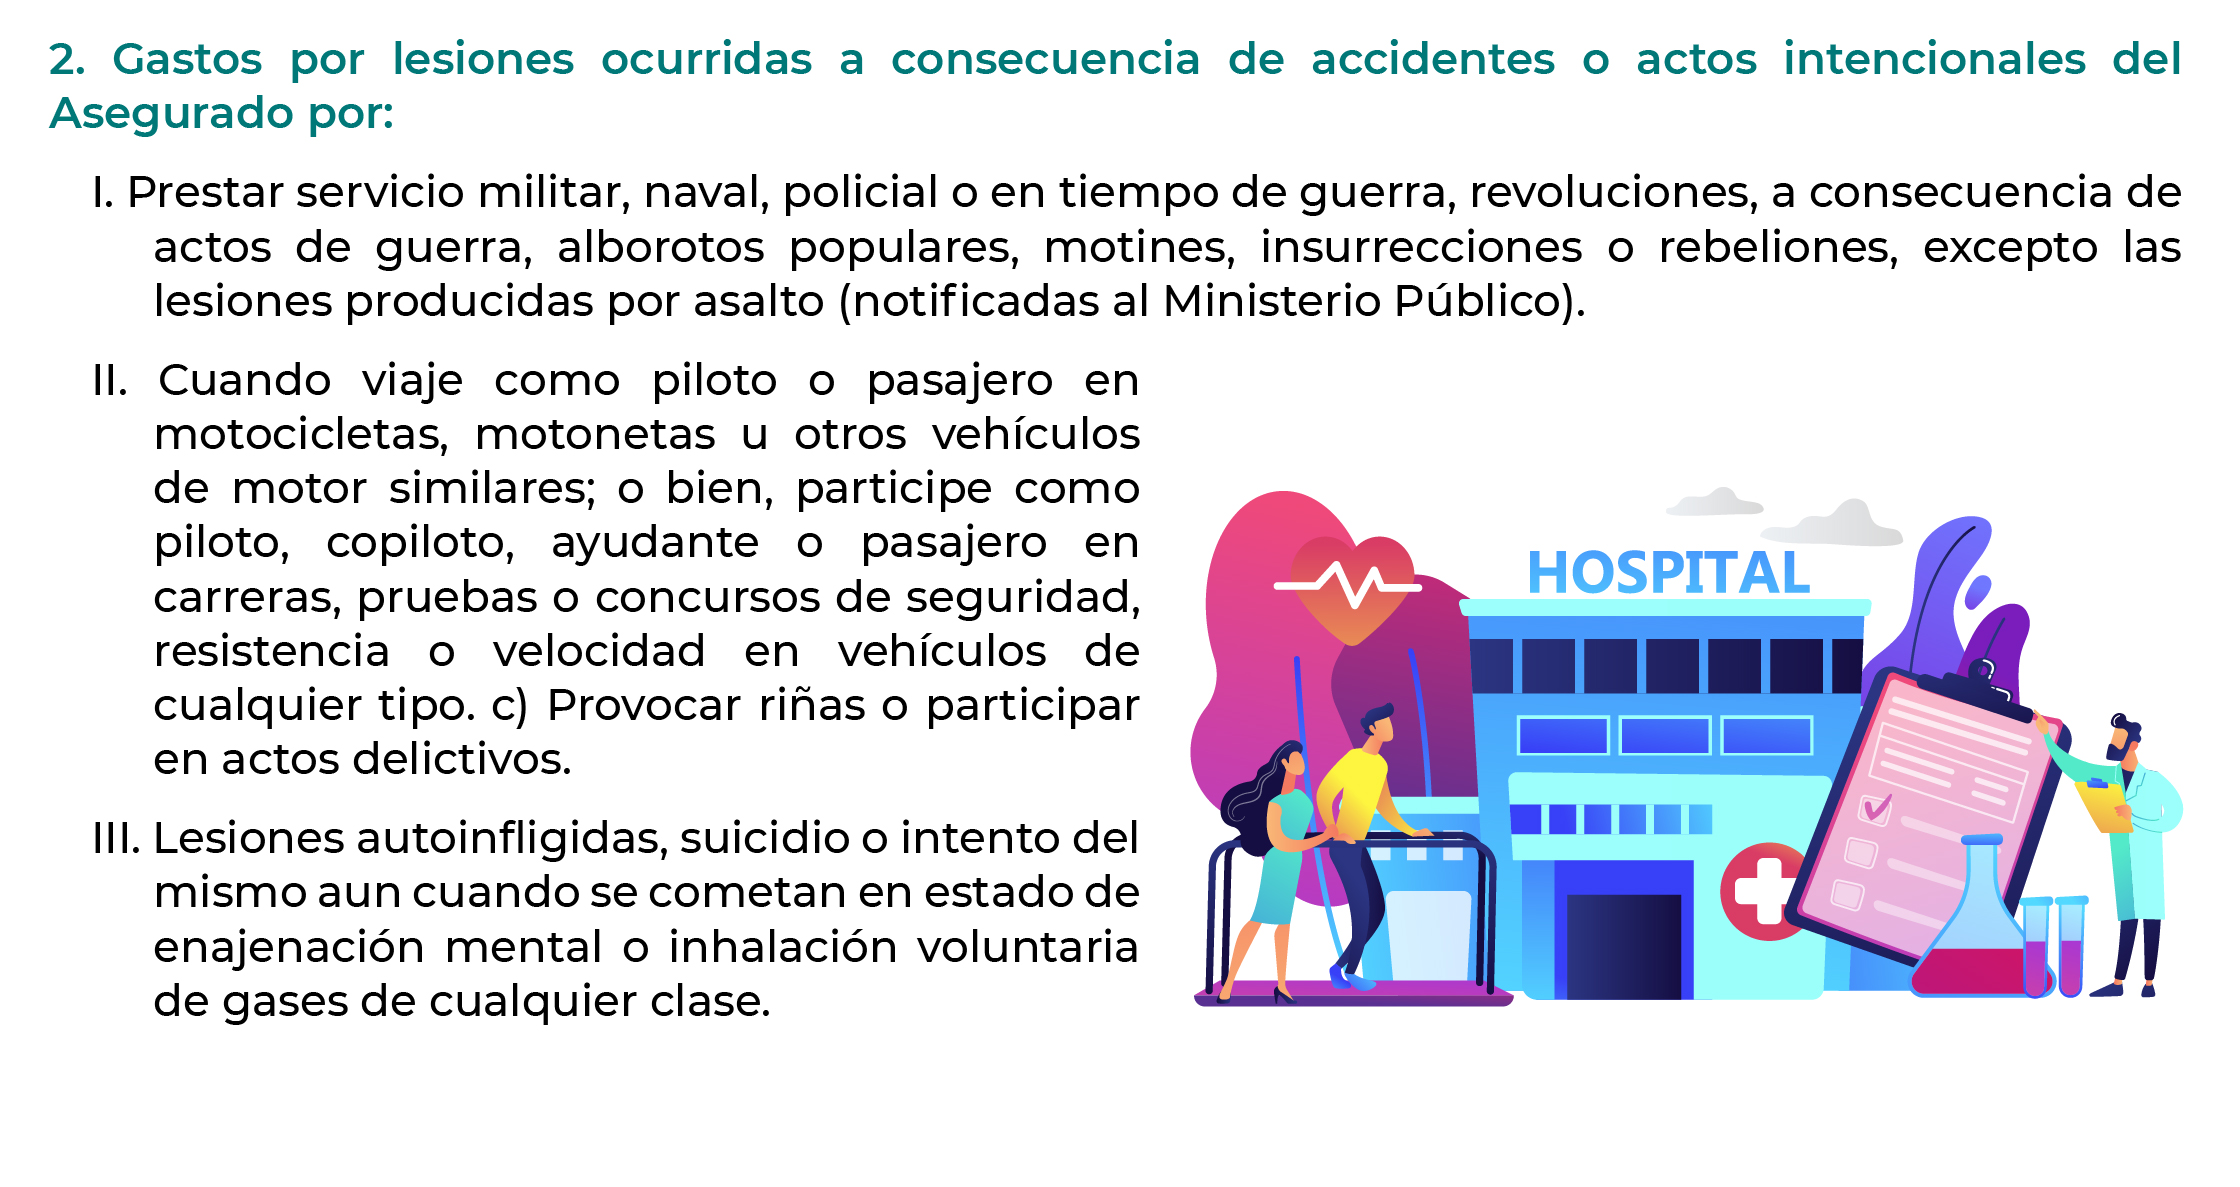 2. Gastos por lesiones ocurridas a consecuencia de accidentes o actos intencionales del
Asegurado por:
I. Prestar servicio militar, naval, policial o en tiempo de guerra, revoluciones, a consecuencia de
actos de guerra, alborotos populares, motines, insurrecciones o rebeliones, excepto las
lesiones producidas por asalto (notificadas al Ministerio Público).
II. Cuando viaje como piloto o pasajero en
motocicletas, motonetas u otros vehículos
de motor similares; o bien, participe como
piloto, copiloto, ayudante o pasajero en
carreras, pruebas o concursos de seguridad,
resistencia o velocidad en vehículos de
cualquier tipo. c) Provocar riñas o participar
en actos delictivos.
III. Lesiones autoinfligidas, suicidio o intento del
mismo aun cuando se cometan en estado de
enajenación mental o inhalación voluntaria
de gases de cualquier clase.
HOSPITAL